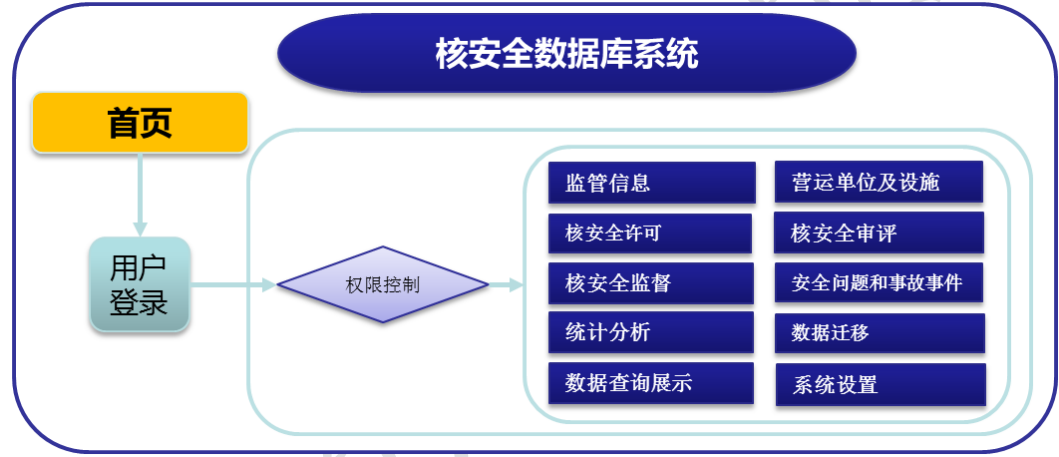 核安全数据库系统
首页
用户
登录
权限控制
监管信息
营运单位及设施
核安全许可
核安全审评
核安全监督
安全问题和事故事件
统计分析
数据迁移
数据查询展示
系统设置